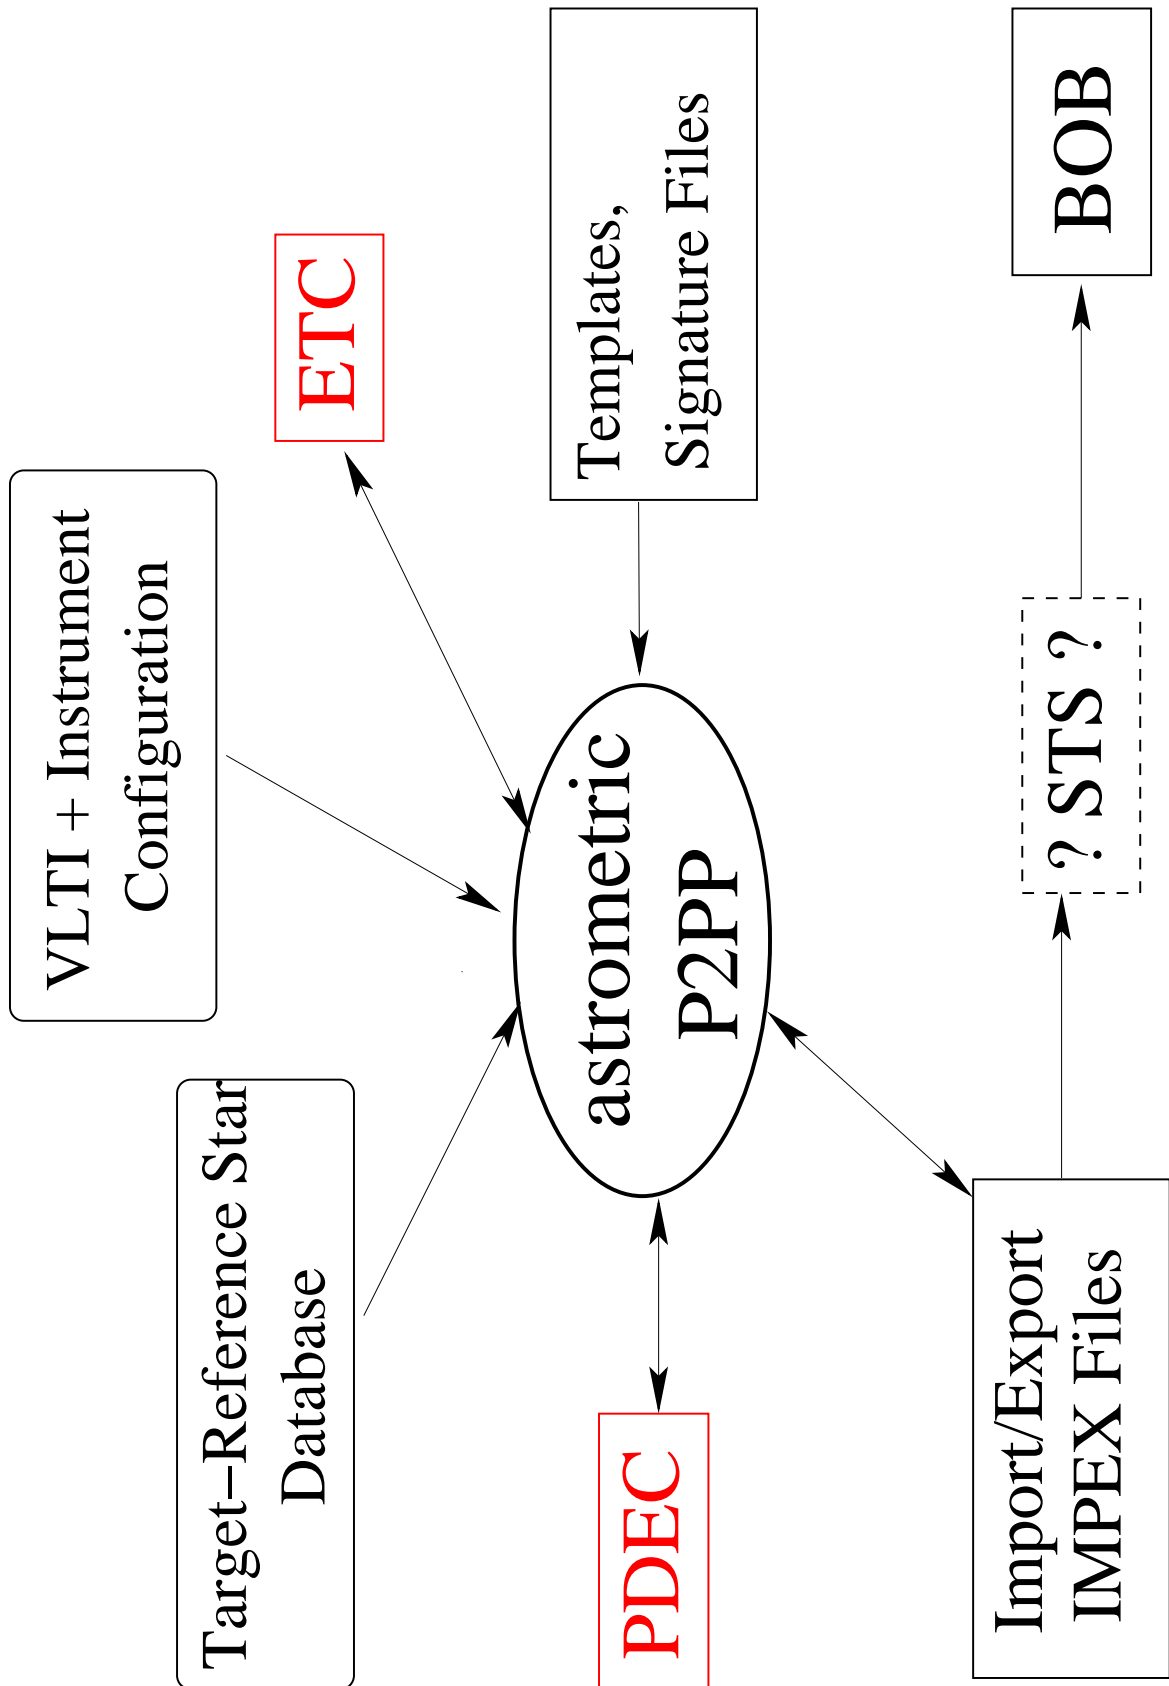 VLTI + Instrument
Configuration
Target–Reference Star
Database
ETC
PDEC
astrometric
P2PP
Templates,
Signature Files
Import/Export
IMPEX Files
? STS ?
BOB